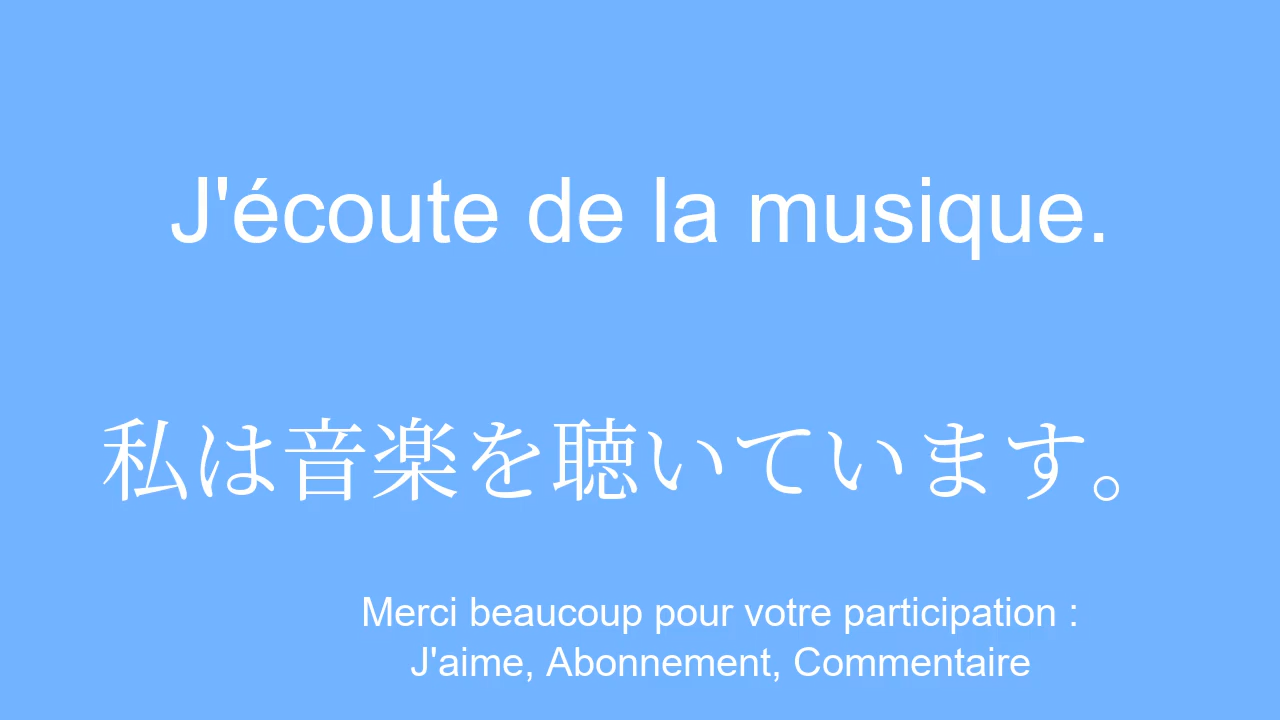 J'écoute de la musique.
私は音楽を聴いています。
Merci beaucoup pour votre participation :
J'aime, Abonnement, Commentaire